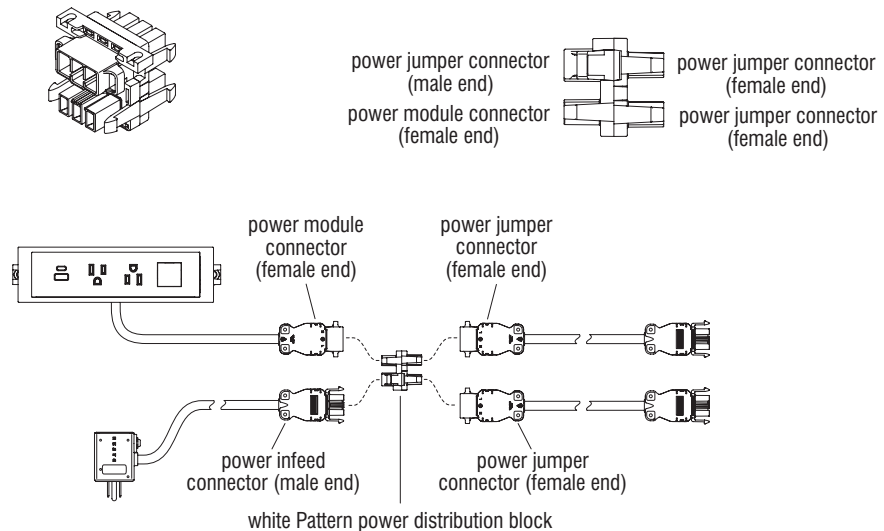 power jumper connector
(male end)
power module connector
(female end)
power jumper connector
(female end)
power jumper connector
(female end)
power module
connector
(female end)
power jumper
connector
(female end)
power infeed
connector (male end)
power jumper
connector (female end)
white Pattern power distribution block